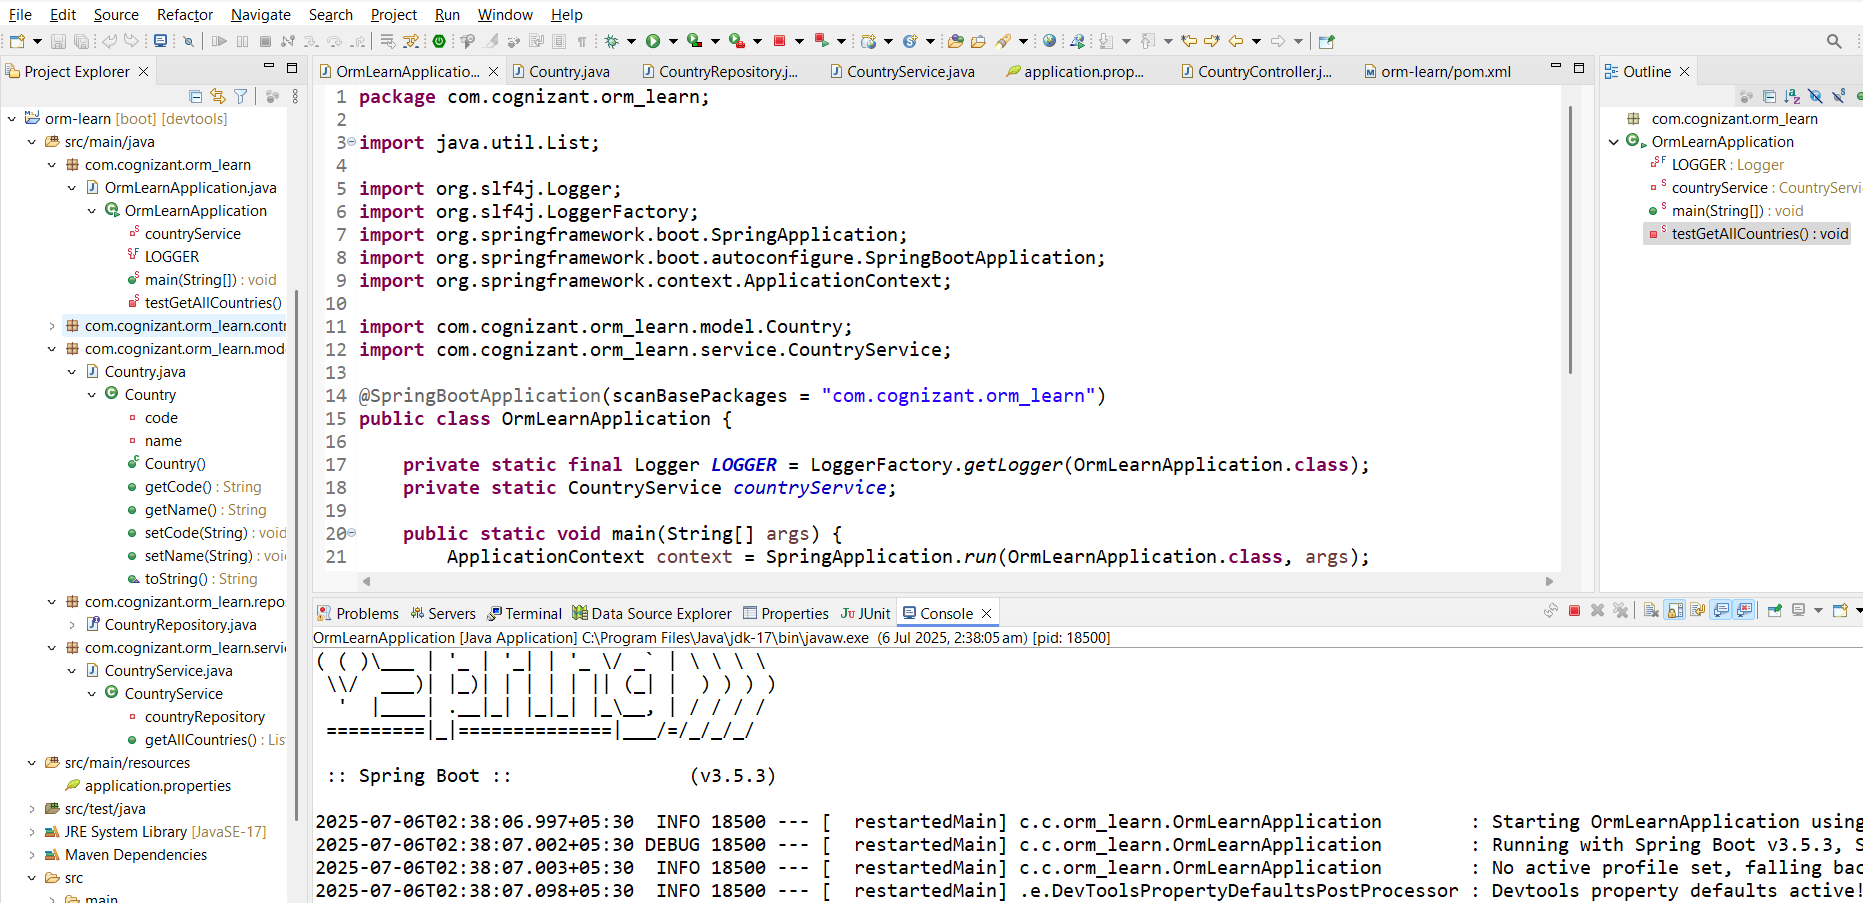 File Edit Source Refactor Navigate Search Project Run Window Help
Project Explorer
orm-learn [boot] [devtools]
src/main/java
com.cognizant.orm_learn
OrmLearnApplication.java
OrmLearnApplication
countryService
LOGGER
main(String[]) : void
testGetAllCountries()
com.cognizant.orm_learn.contr
com.cognizant.orm_learn.mod
Country.java
Country
code
name
Country()
getCode() : String
getName() : String
setCode(String) : void
setName(String) : voi
toString() : String
com.cognizant.orm_learn.repo
CountryRepository.java
com.cognizant.orm_learn.servi
CountryService.java
CountryService
countryRepository
getAllCountries() : Lis
src/main/resources
application.properties
src/test/java
JRE System Library [JavaSE-17]
Maven Dependencies
src
main
OrmLearnApplicatio... Country.java CountryRepository.j... CountryService.java application.prop... CountryController.j... orm-learn/pom.xml
1 package com.cognizant.orm_learn;
2
3 import java.util.List;
4
5 import org.slf4j.Logger;
6 import org.slf4j.LoggerFactory;
7 import org.springframework.boot.SpringApplication;
8 import org.springframework.boot.autoconfigure.SpringBootApplication;
9 import org.springframework.context.ApplicationContext;
10
11 import com.cognizant.orm_learn.model.Country;
12 import com.cognizant.orm_learn.service.CountryService;
13
14 @SpringBootApplication(scanBasePackages = "com.cognizant.orm_learn")
15 public class OrmLearnApplication {
16
17 private static final Logger LOGGER = LoggerFactory.getLogger(OrmLearnApplication.class);
18 private static CountryService countryService;
19
20 public static void main(String[] args) {
21 ApplicationContext context = SpringApplication.run(OrmLearnApplication.class, args);
Outline
com.cognizant.orm_learn
OrmLearnApplication
LOGGER : Logger
countryService : CountryServi
main(String[]) : void
testGetAllCountries() : void
Problems Servers Terminal Data Source Explorer Properties JUnit Console
OrmLearnApplication [Java Application] C:\Program Files\Java\jdk-17\bin\javaw.exe (6 Jul 2025, 2:38:05 am) [pid: 18500]
( ( )\___ | '_ | '_| | '_ \/ _` | \ \ \ \
 \\/  ___)| |_)| | | | | || (_| |  ) ) ) )
  '  |____| .__|_| |_|_| |_\__, | / / / /
 =========|_|==============|___/=/_/_/_/
:: Spring Boot :: (v3.5.3)
2025-07-06T02:38:06.997+05:30 INFO 18500 --- [ restartedMain] c.c.orm_learn.OrmLearnApplication : Starting OrmLearnApplication using
2025-07-06T02:38:07.002+05:30 DEBUG 18500 --- [ restartedMain] c.c.orm_learn.OrmLearnApplication : Running with Spring Boot v3.5.3, S
2025-07-06T02:38:07.003+05:30 INFO 18500 --- [ restartedMain] c.c.orm_learn.OrmLearnApplication : No active profile set, falling bac
2025-07-06T02:38:07.098+05:30 INFO 18500 --- [ restartedMain] .e.DevToolsPropertyDefaultsPostProcessor : Devtools property defaults active!